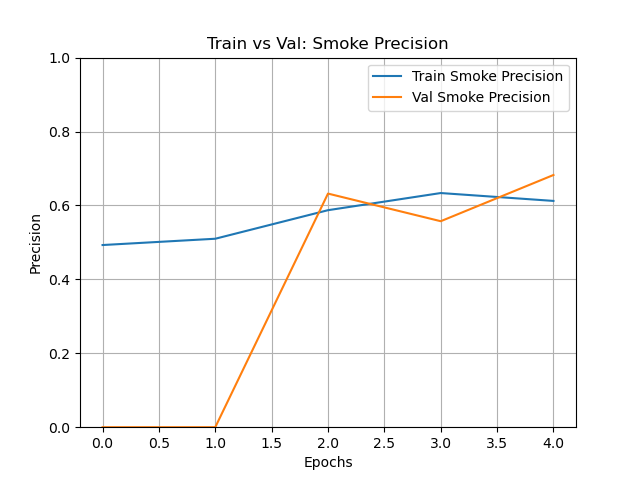 Train vs Val: Smoke Precision
Train Smoke Precision
Val Smoke Precision
Precision
1.0
0.8
0.6
0.4
0.2
0.0
0.0 0.5 1.0 1.5 2.0 2.5 3.0 3.5 4.0
Epochs